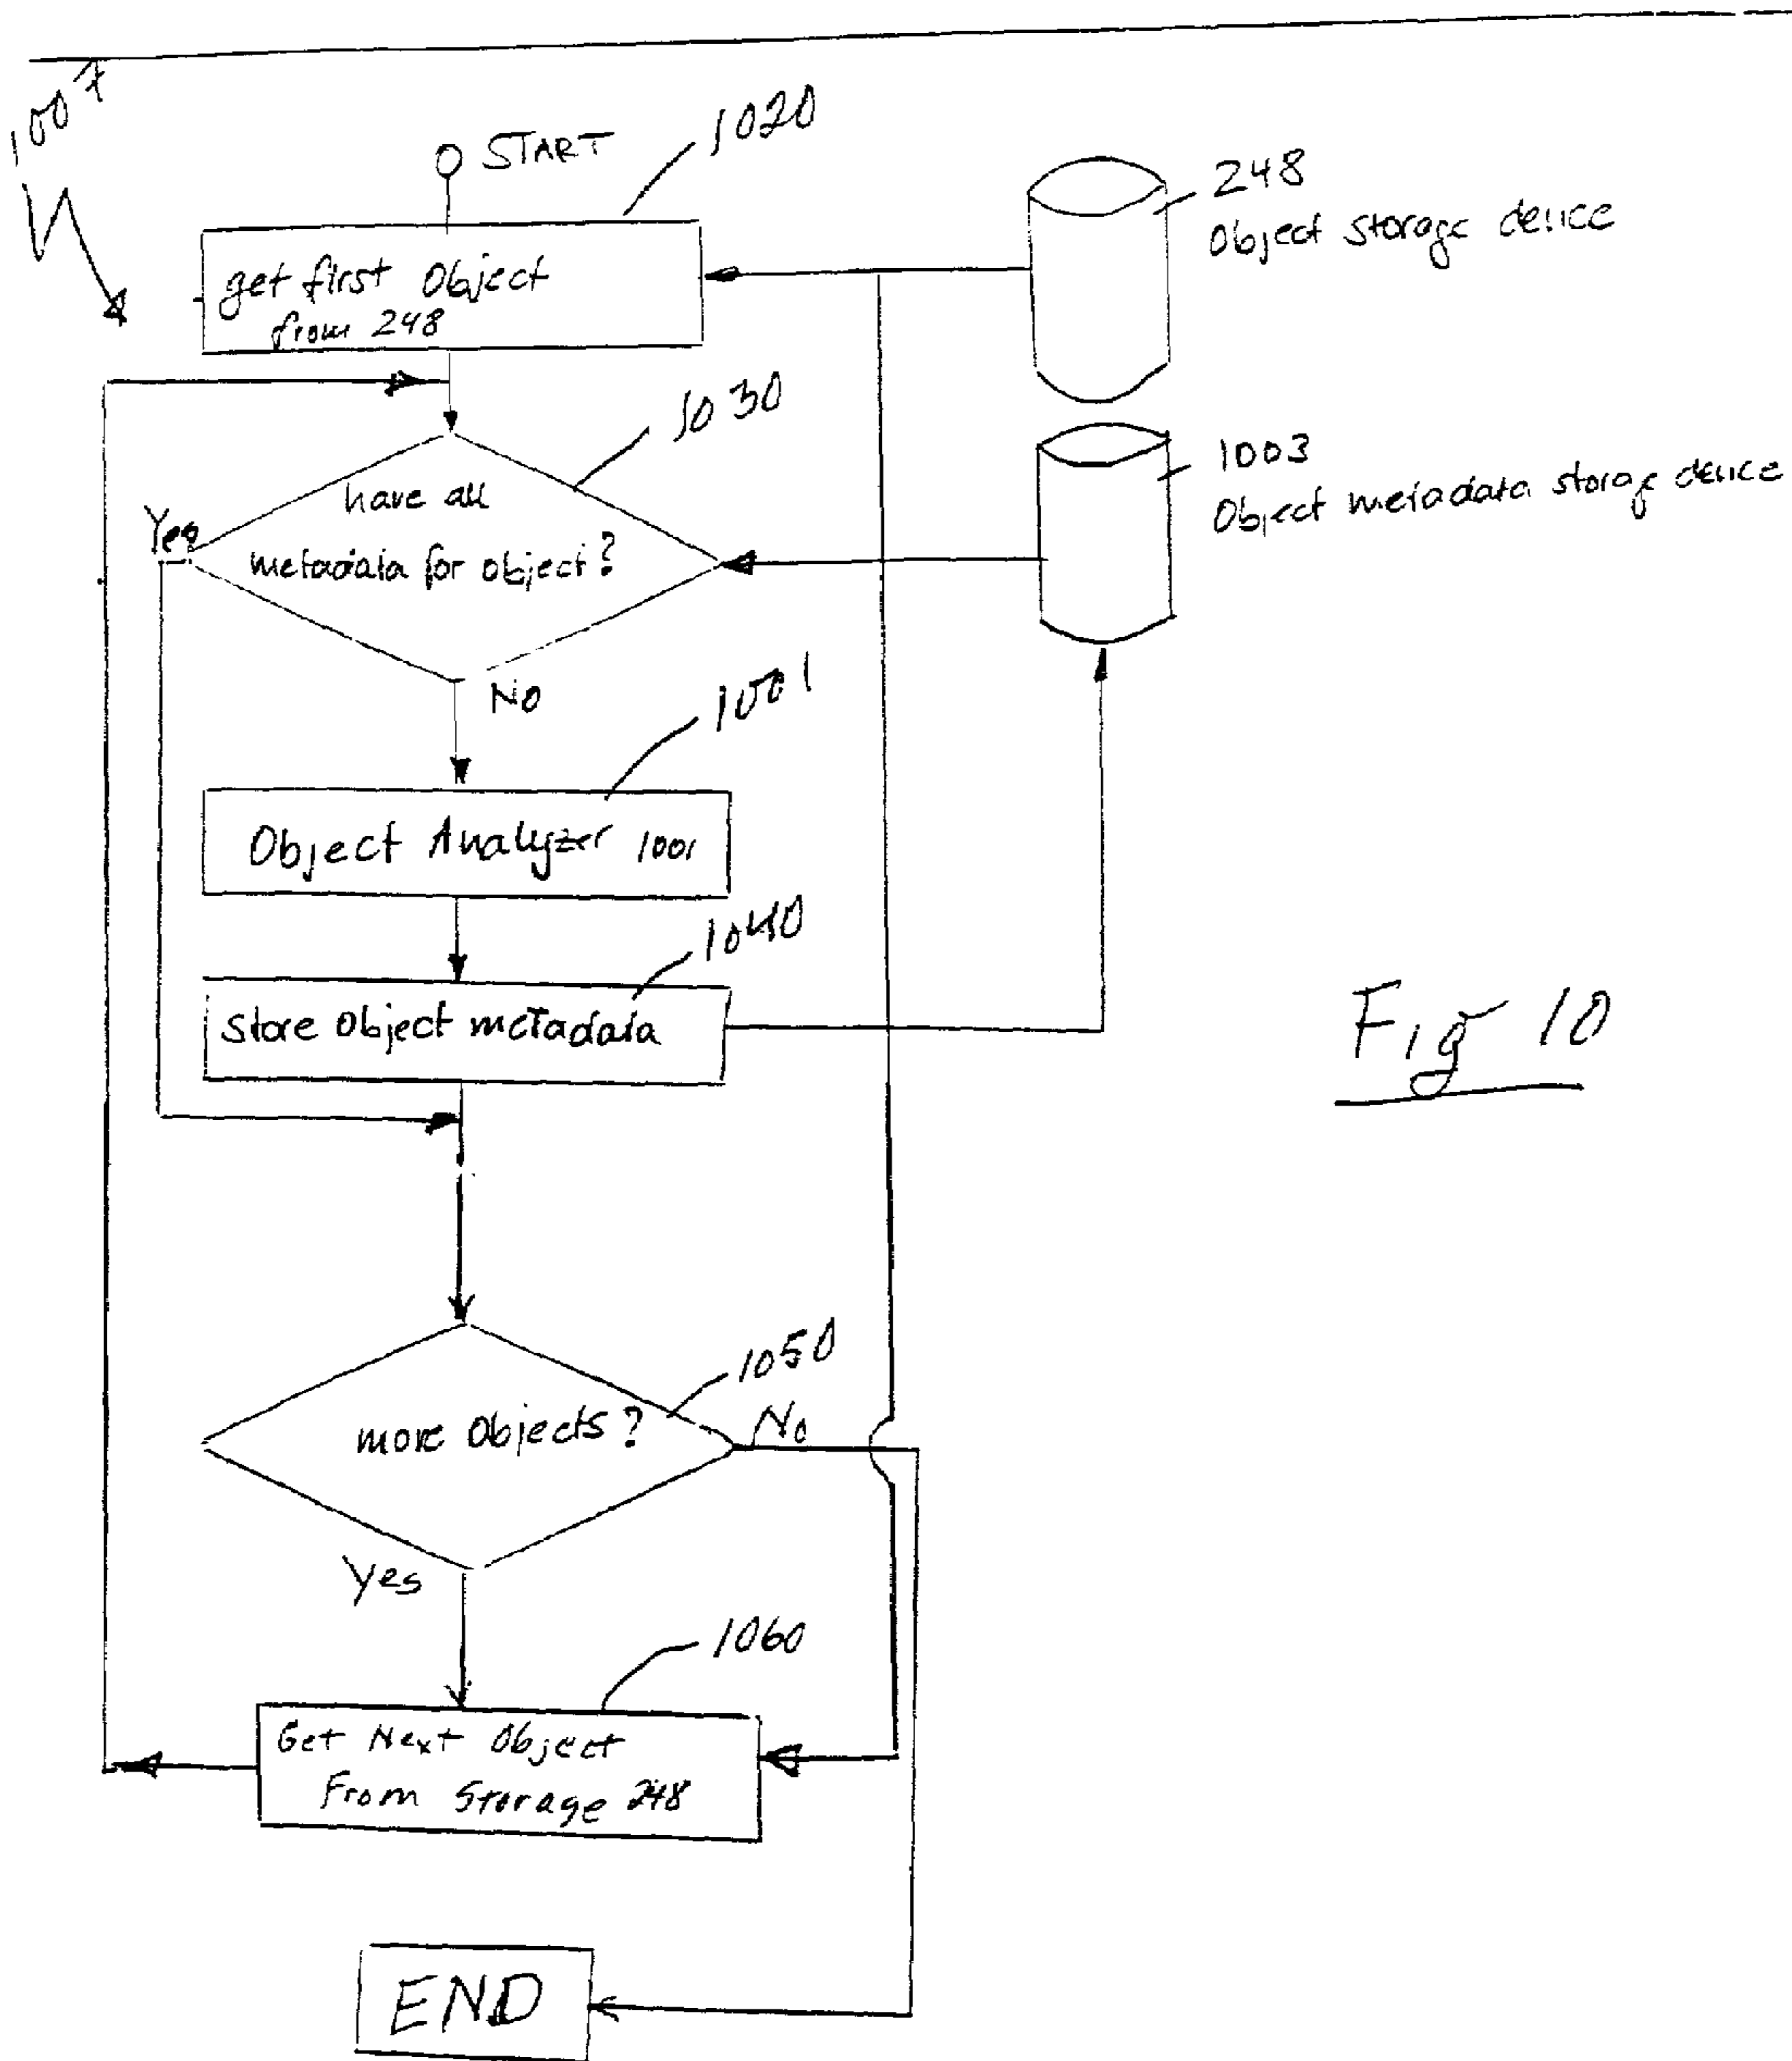 1007
START
1020
get first Object
from 248
248
Object storage device
1030
have all
metadata for object?
Yes
No
1003
Object metadata storage device
1001
Object Analyzer 1001
1040
Store Object metadata
Fig 10
1050
more Objects?
No
Yes
1060
Get Next Object
From Storage 248
END